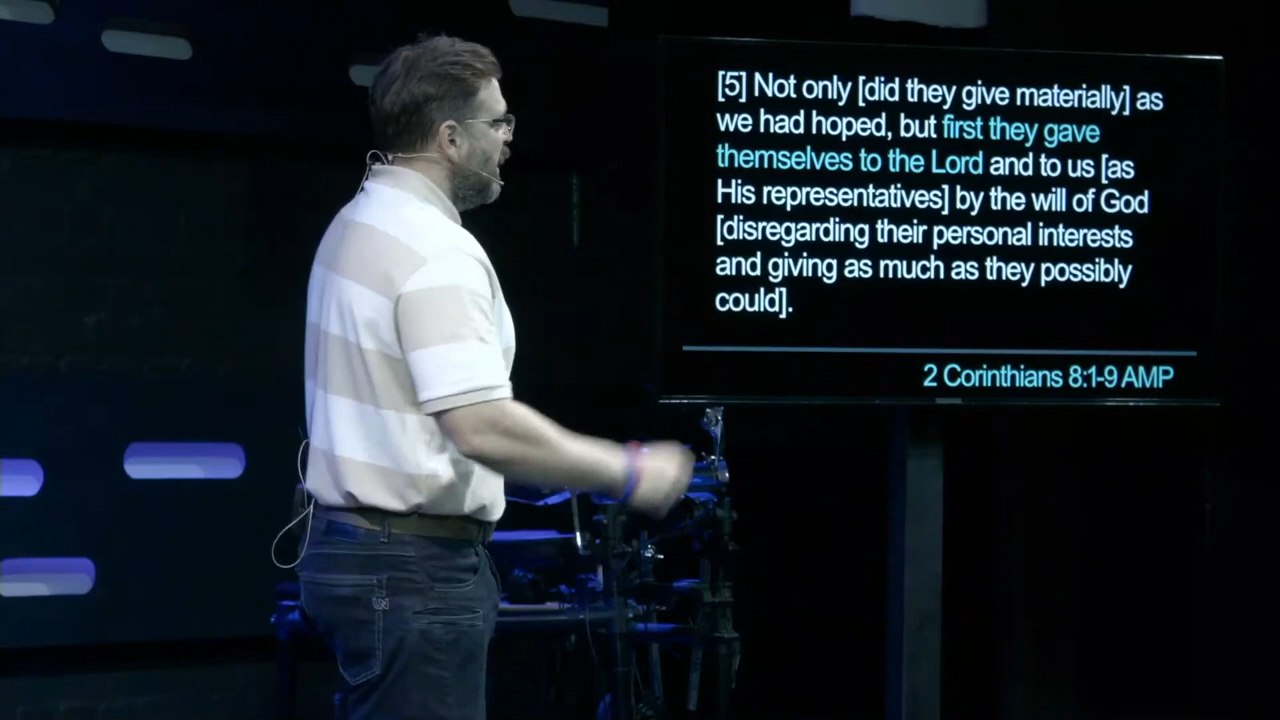 [5] Not only [did they give materially] as
we had hoped, but first they gave
themselves to the Lord and to us [as
His representatives] by the will of God
[disregarding their personal interests
and giving as much as they possibly
could].
2 Corinthians 8:1-9 AMP